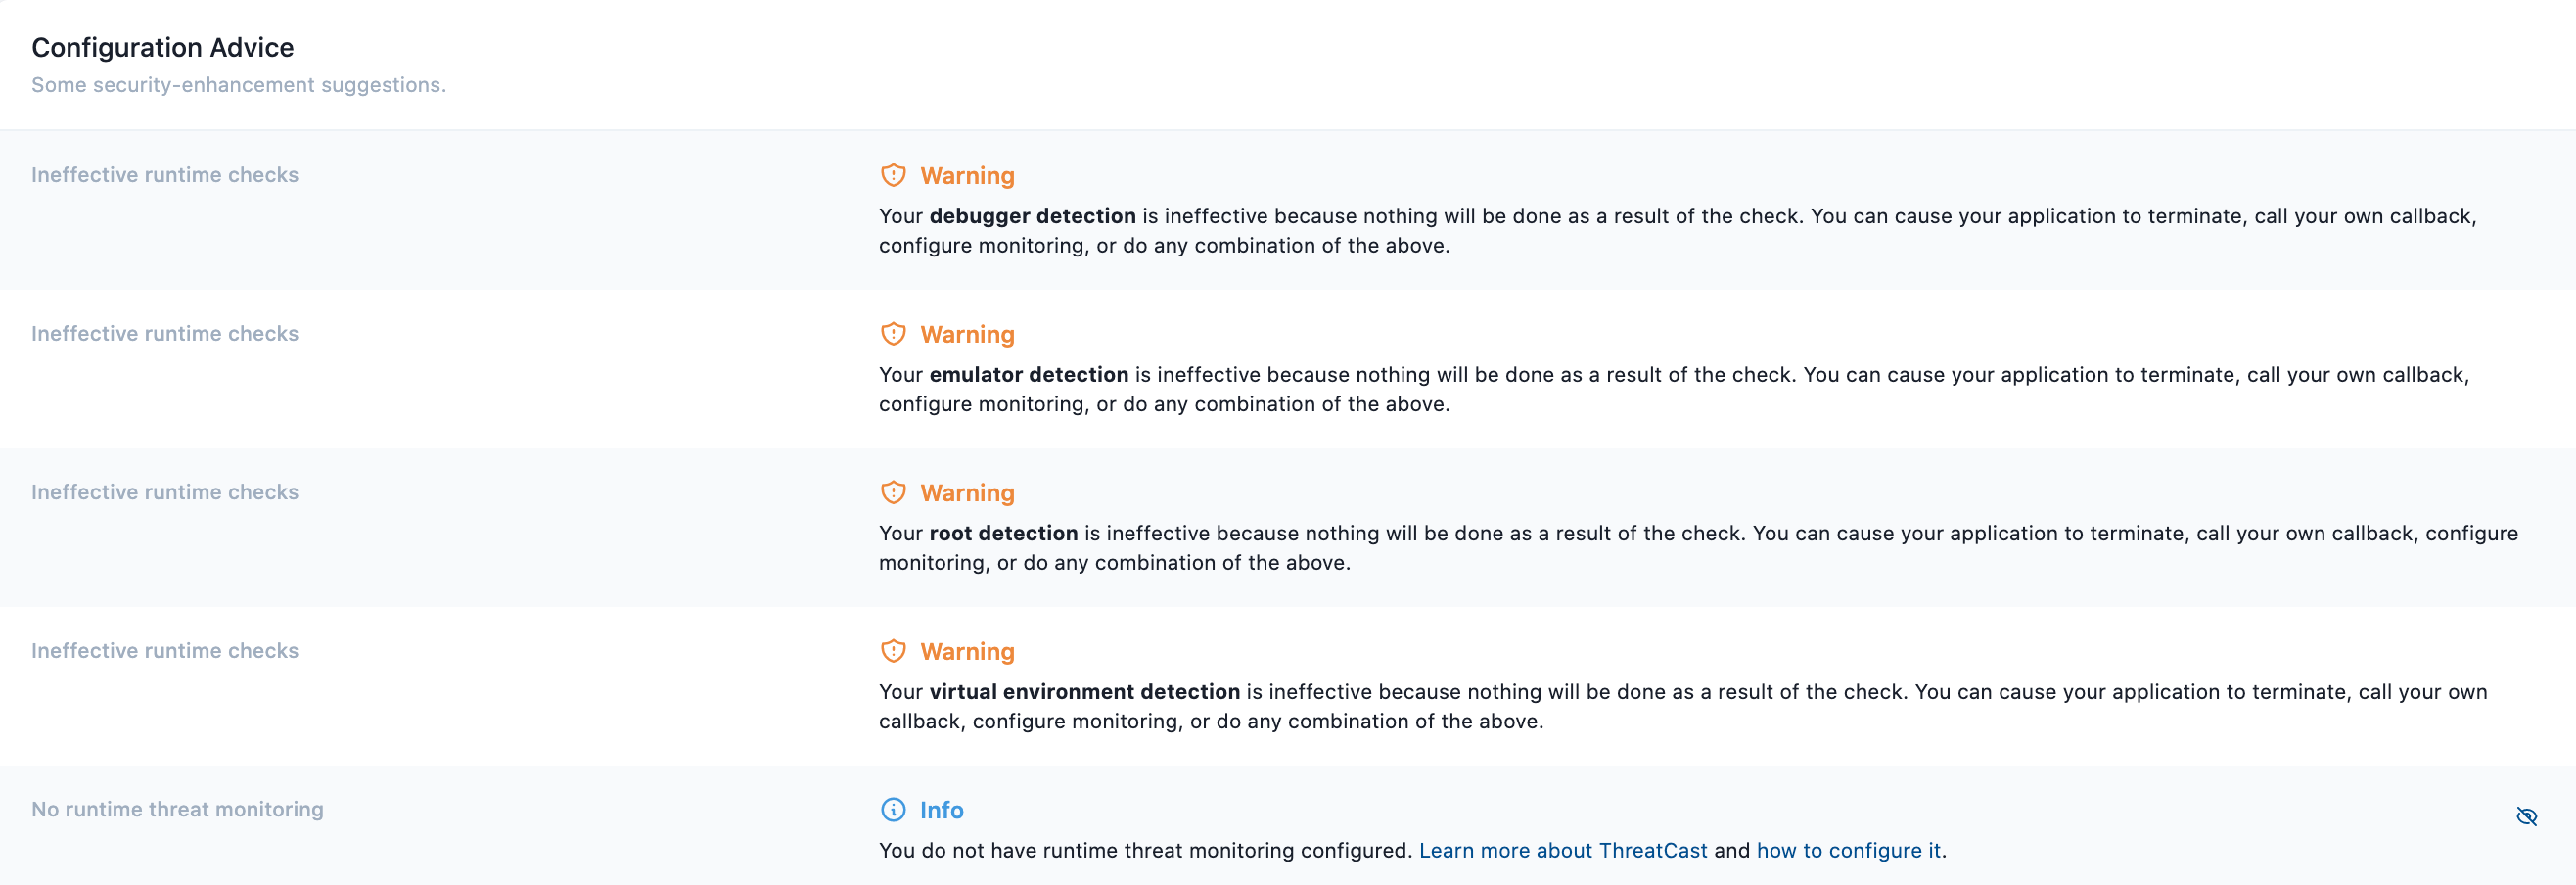 Configuration Advice
Some security-enhancement suggestions.
Ineffective runtime checks
Warning
Your debugger detection is ineffective because nothing will be done as a result of the check. You can cause your application to terminate, call your own callback,
configure monitoring, or do any combination of the above.
Ineffective runtime checks
Warning
Your emulator detection is ineffective because nothing will be done as a result of the check. You can cause your application to terminate, call your own callback,
configure monitoring, or do any combination of the above.
Ineffective runtime checks
Warning
Your root detection is ineffective because nothing will be done as a result of the check. You can cause your application to terminate, call your own callback, configure
monitoring, or do any combination of the above.
Ineffective runtime checks
Warning
Your virtual environment detection is ineffective because nothing will be done as a result of the check. You can cause your application to terminate, call your own
callback, configure monitoring, or do any combination of the above.
No runtime threat monitoring
Info
You do not have runtime threat monitoring configured. Learn more about ThreatCast and how to configure it.